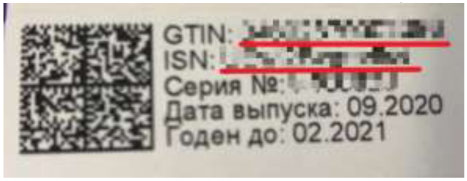 GTIN:
ISN:
Серия №:
Дата выпуска: 09.2020
Годен до: 02.2021